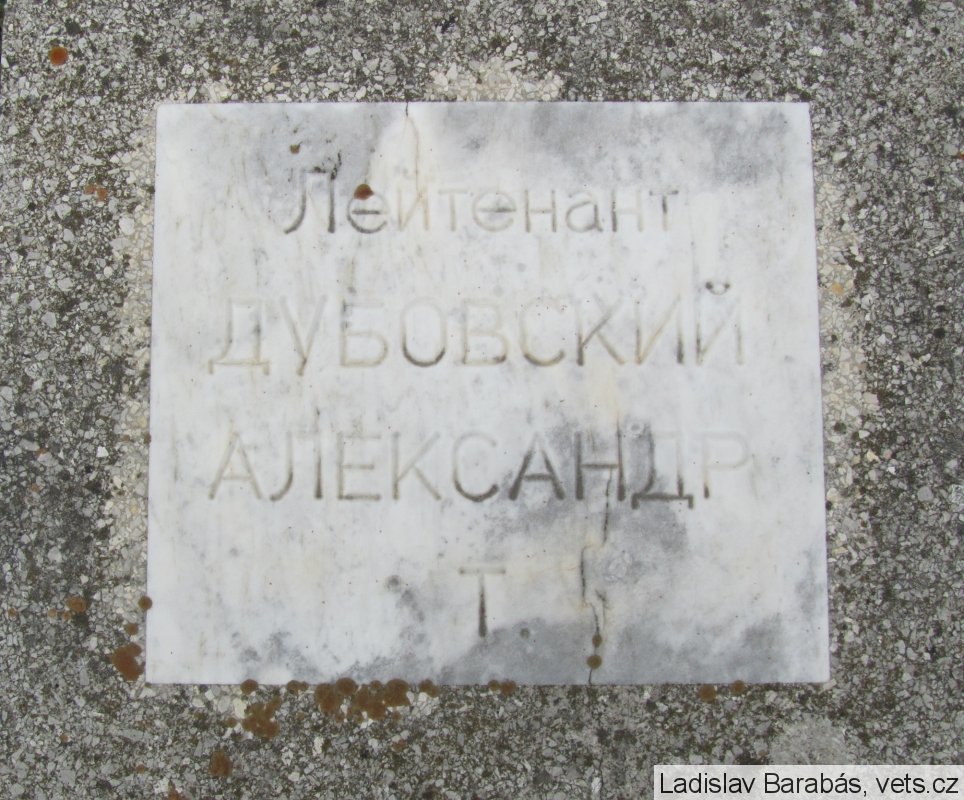 Лейтенант
ДУБОВСКИЙ
АЛЕКСАНДР
Т
Ladislav Barabás, vets.cz